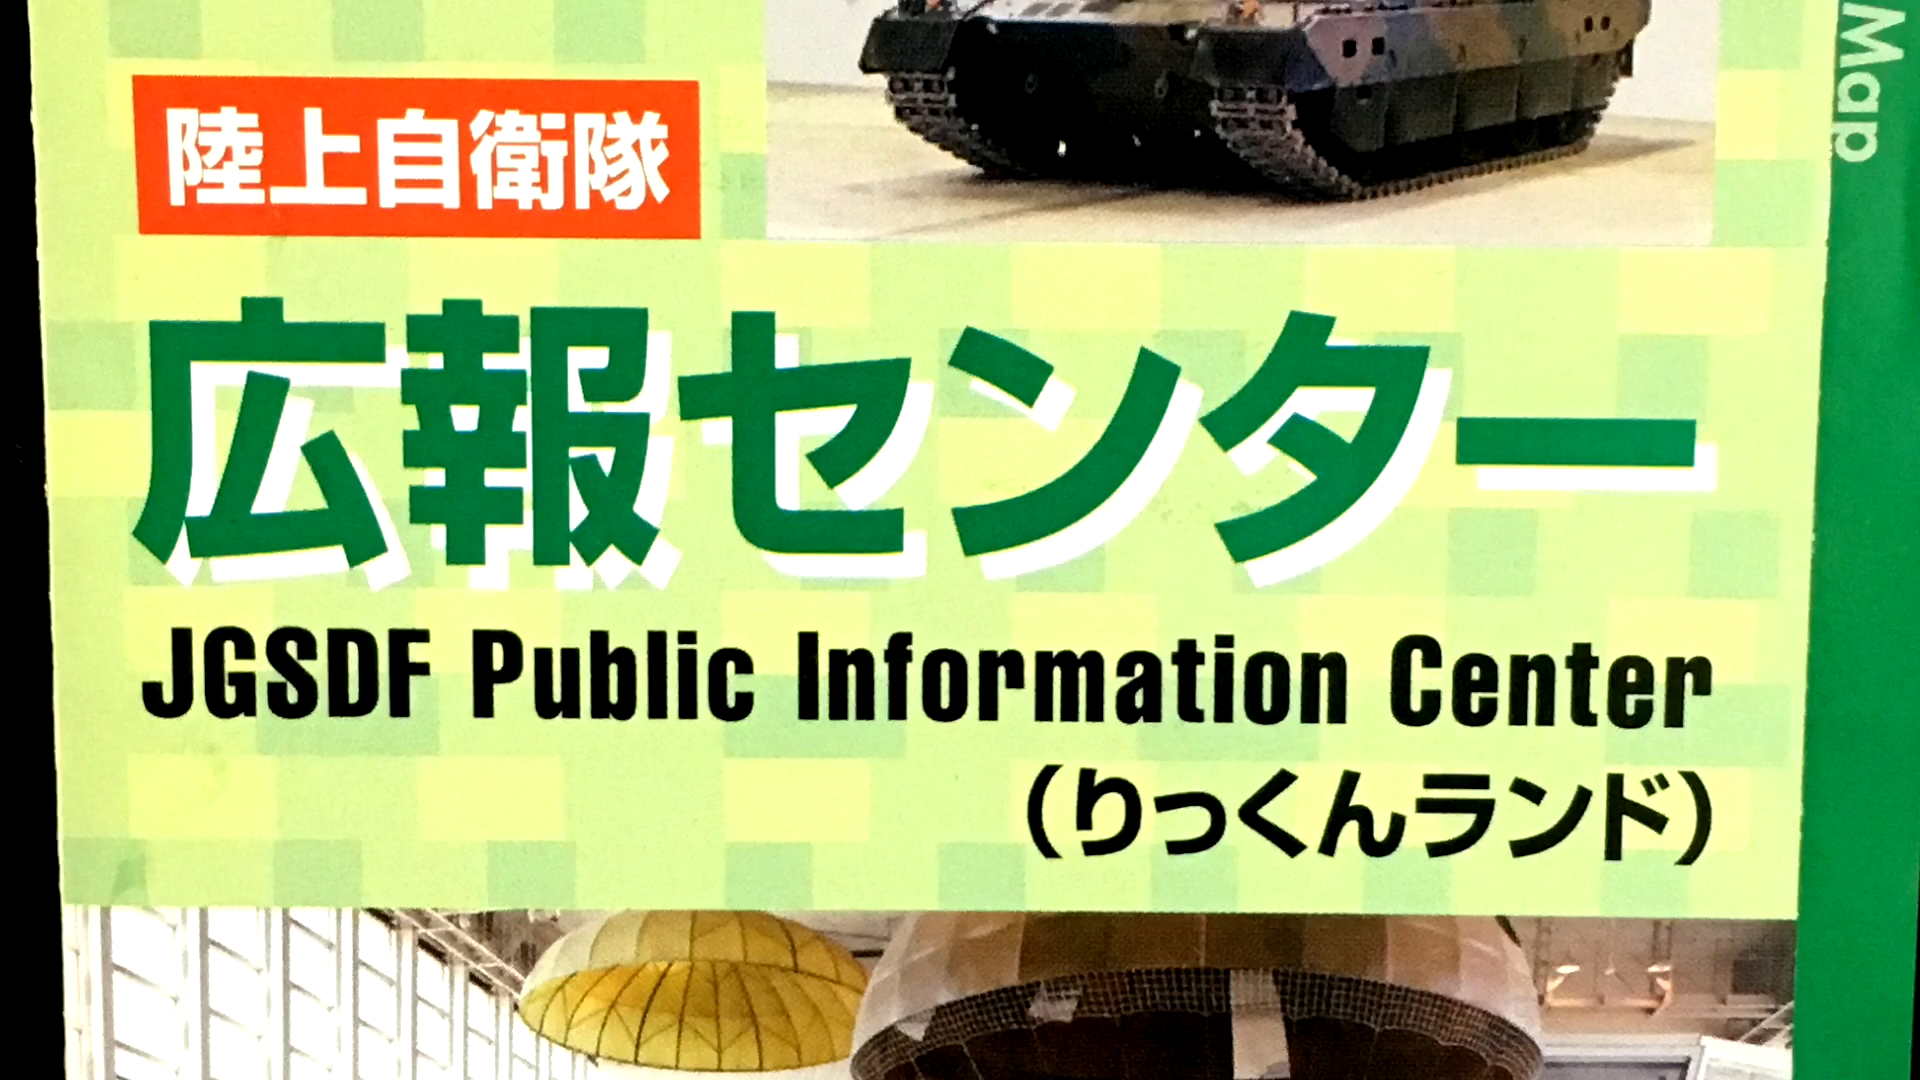 陸上自衛隊
広報センター
JGSDF Public Information Center
(りっくんランド)
Map